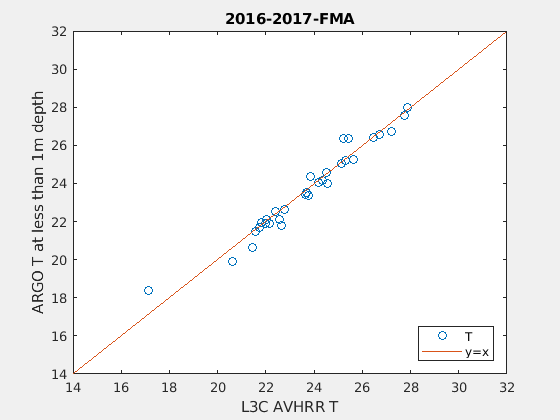 2016-2017-FMA
ARGO T at less than 1m depth
32
30
28
26
24
22
20
18
16
14
14 16 18 20 22 24 26 28 30 32
L3C AVHRR T
T
y=x